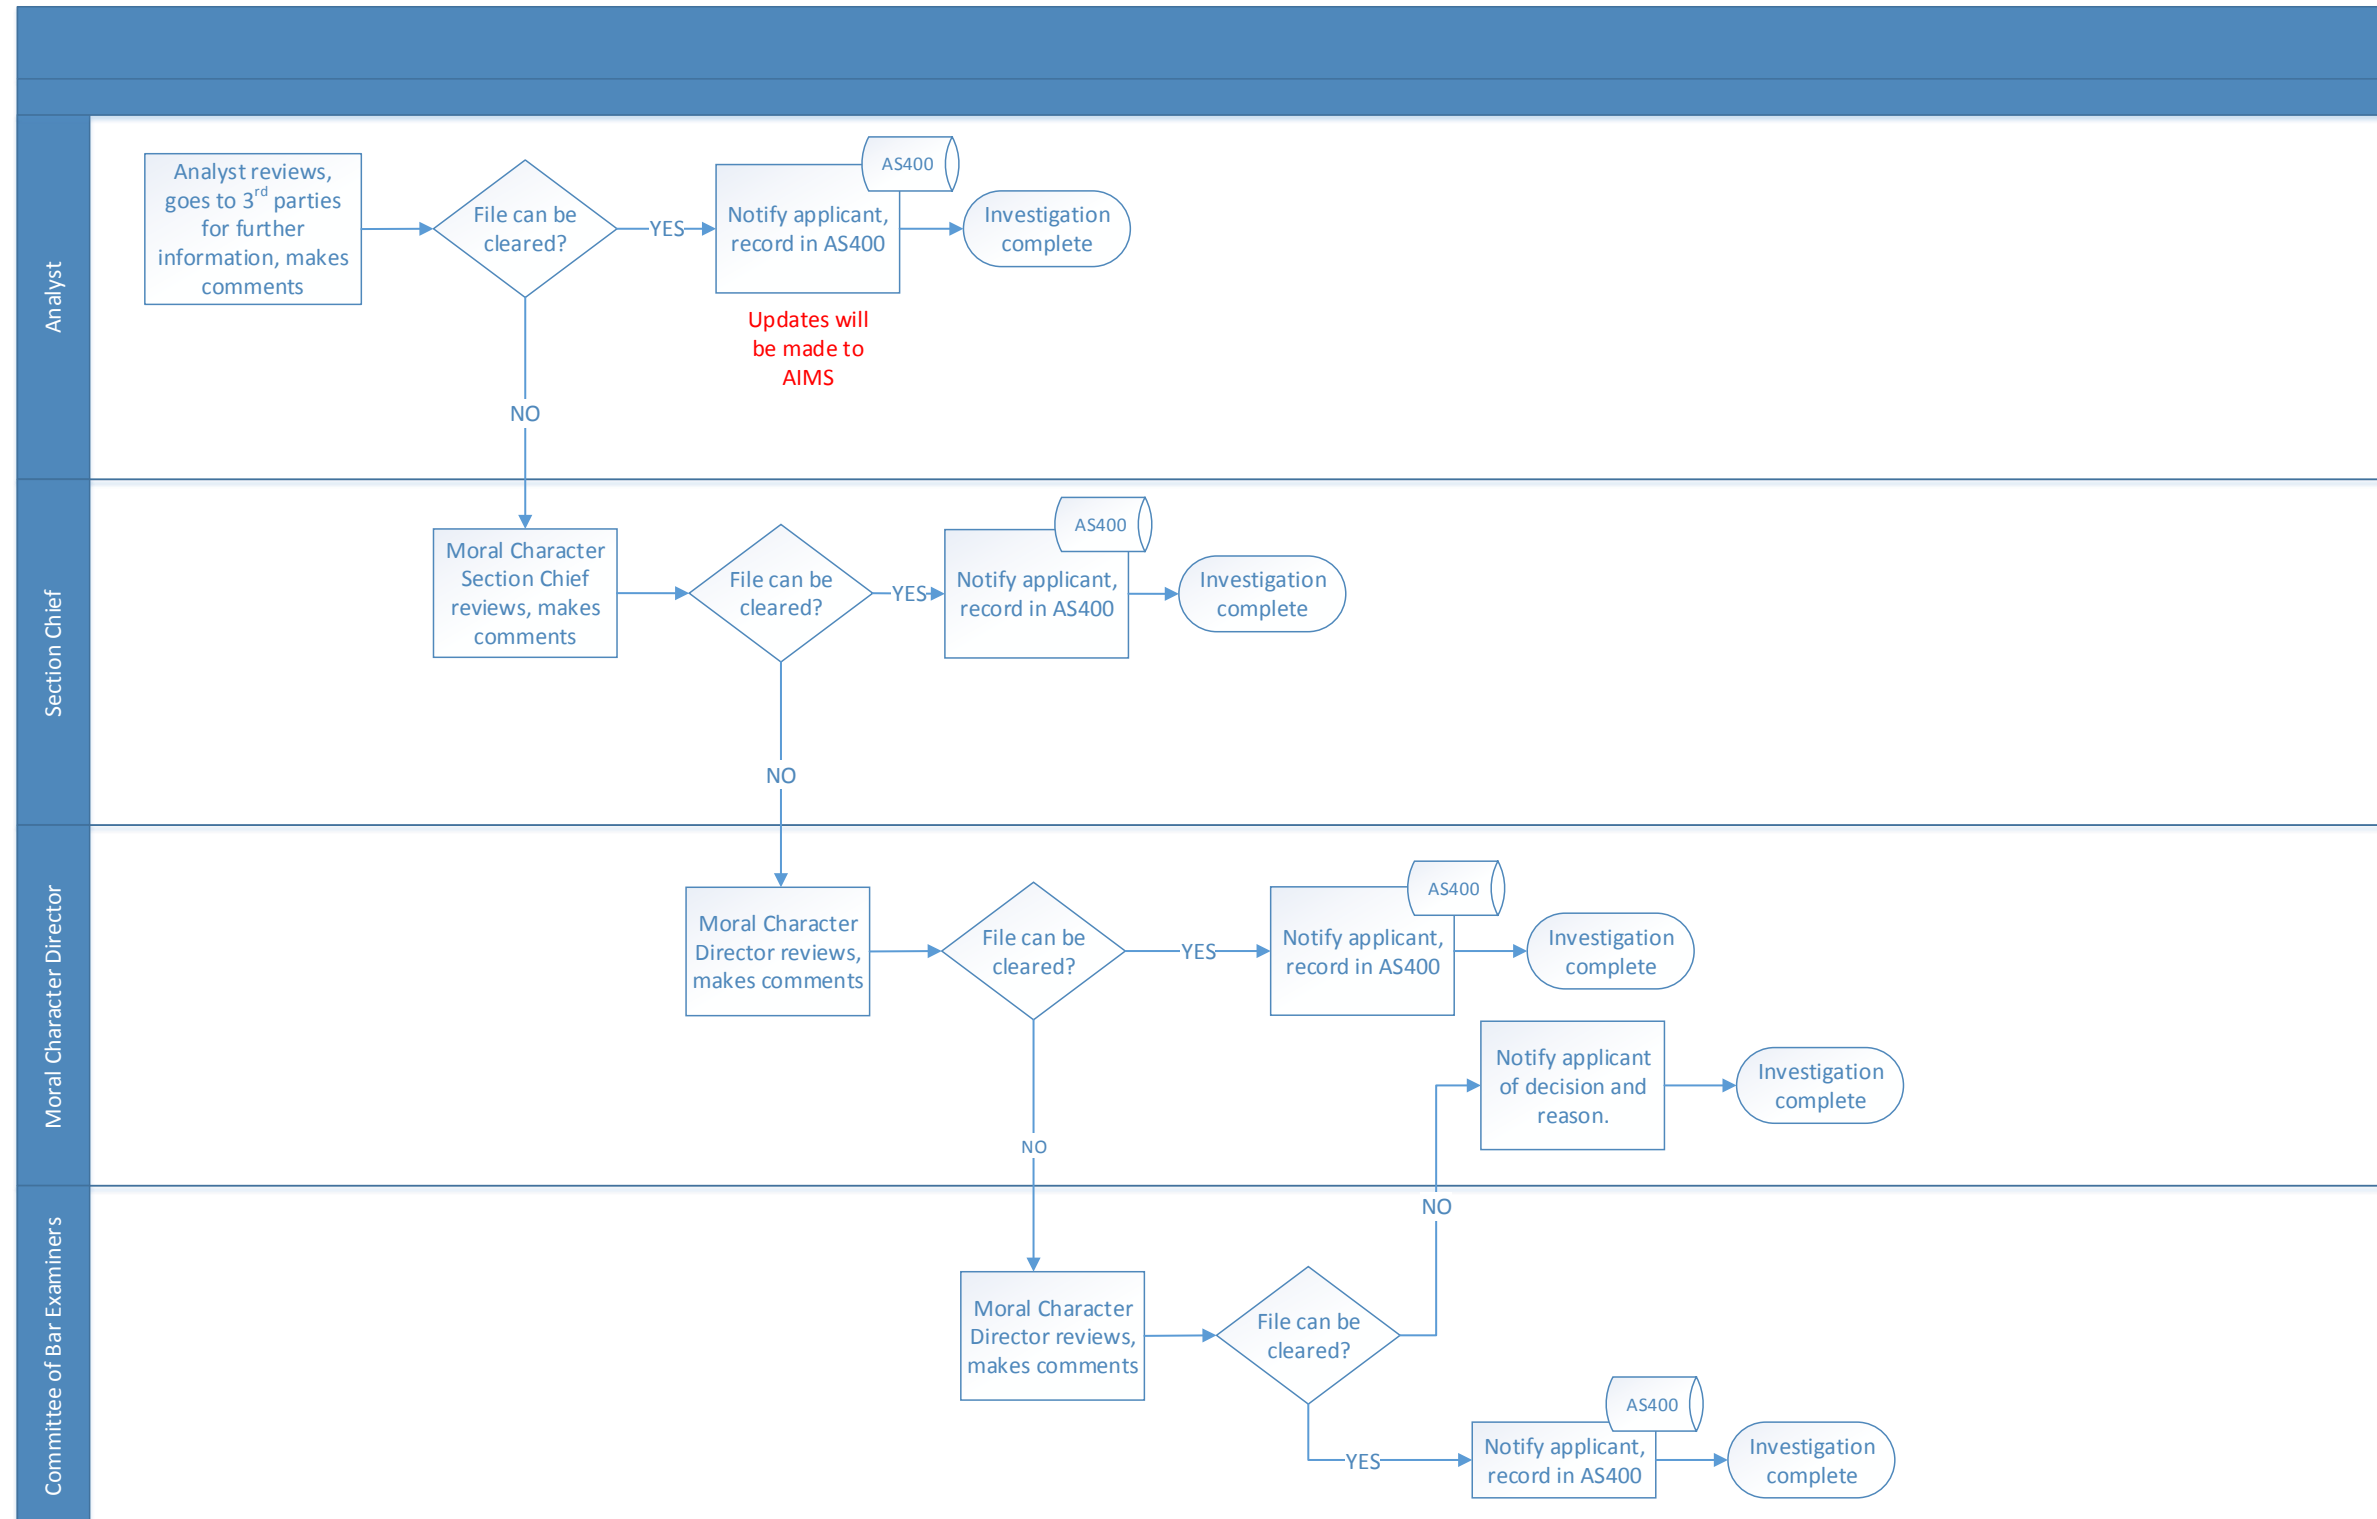 Analyst
Analyst reviews,
goes to 3rd parties
for further
information, makes
comments
File can be
cleared?
YES
AS400
Notify applicant,
record in AS400
Investigation
complete
Updates will
be made to
AIMS
NO
Section Chief
Moral Character
Section Chief
reviews, makes
comments
File can be
cleared?
YES
AS400
Notify applicant,
record in AS400
Investigation
complete
NO
Moral Character Director
Moral Character
Director reviews,
makes comments
File can be
cleared?
YES
AS400
Notify applicant,
record in AS400
Investigation
complete
Notify applicant
of decision and
reason.
Investigation
complete
NO
NO
Committee of Bar Examiners
Moral Character
Director reviews,
makes comments
File can be
cleared?
YES
AS400
Notify applicant,
record in AS400
Investigation
complete